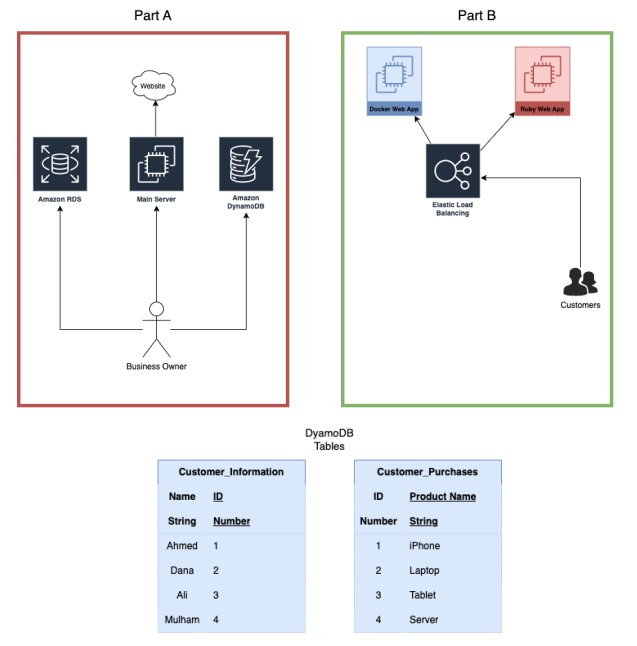 Part A
Part B
Website
Docker Web App
Ruby Web App
Amazon RDS
Main Server
Amazon
DynamoDB
Elastic Load
Balancing
Customers
Business Owner
DyamoDB
Tables
Customer_Information
Name ID
String Number
Ahmed 1
Dana 2
Ali 3
Mulham 4
Customer_Purchases
ID Product Name
Number String
1 iPhone
2 Laptop
3 Tablet
4 Server